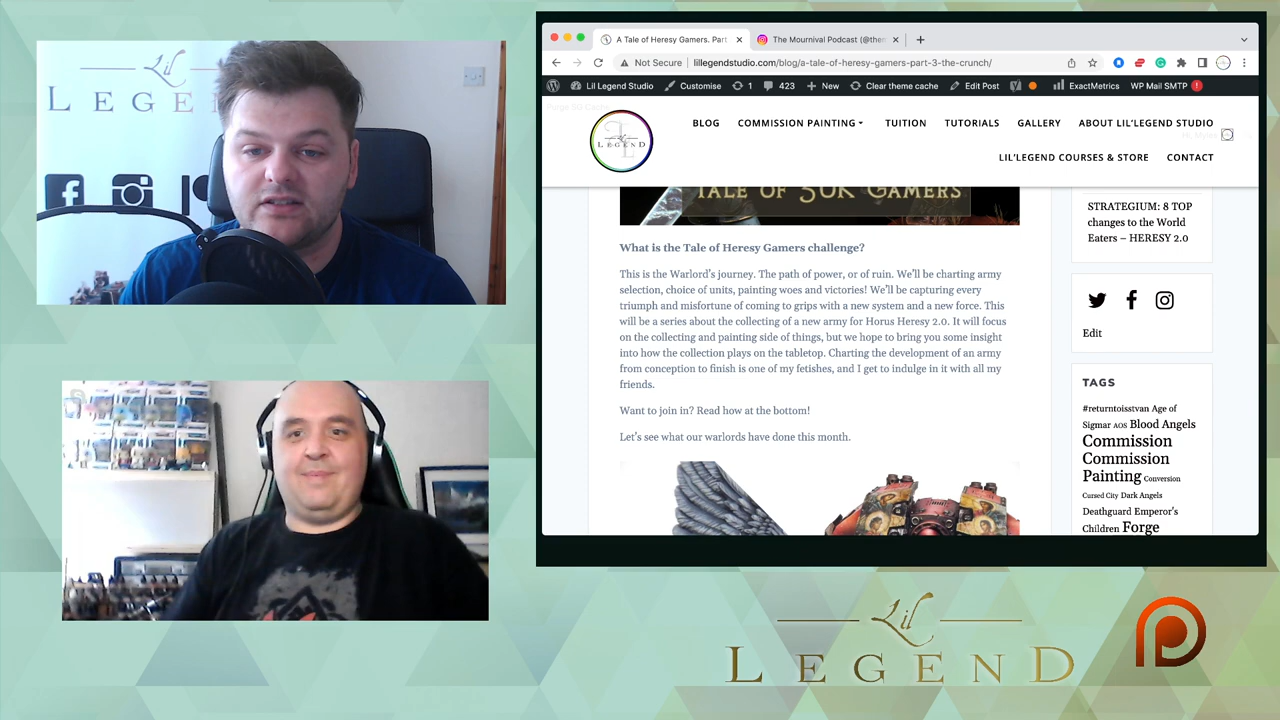 Lil
LEGE
A Tale of Heresy Gamers. Part
The Mournival Podcast (@then
Not Secure
lillegendstudio.com/blog/a-tale-of-heresy-gamers-part-3-the-crunch/
Lil Legend Studio
Customise
1
423
New
Clear theme cache
Edit Post
ExactMetrics
WP Mail SMTP
!
LEGEND
BLOG
COMMISSION PAINTING
TUITION
TUTORIALS
GALLERY
ABOUT LIL'LEGEND STUDIO
LIL'LEGEND COURSES & STORE
CONTACT
TALE OF 30K GAMERS
What is the Tale of Heresy Gamers challenge?
This is the Warlord's journey. The path of power, or of ruin. We'll be charting army
selection, choice of units, painting woes and victories! We'll be capturing every
triumph and misfortune of coming to grips with a new system and a new force. This
will be a series about the collecting of a new army for Horus Heresy 2.0. It will focus
on the collecting and painting side of things, but we hope to bring you some insight
into how the collection plays on the tabletop. Charting the development of an army
from conception to finish is one of my fetishes, and I get to indulge in it with all my
friends.
Want to join in? Read how at the bottom!
Let's see what our warlords have done this month.
STRATEGIUM: 8 TOP
changes to the World
Eaters – HERESY 2.0
Edit
TAGS
#returntoisstvan Age of
Sigmar AOS Blood Angels
Commission
Commission
Painting Conversion
Cursed City Dark Angels
Deathguard Emperor's
Children Forge
Lil
LEGEND